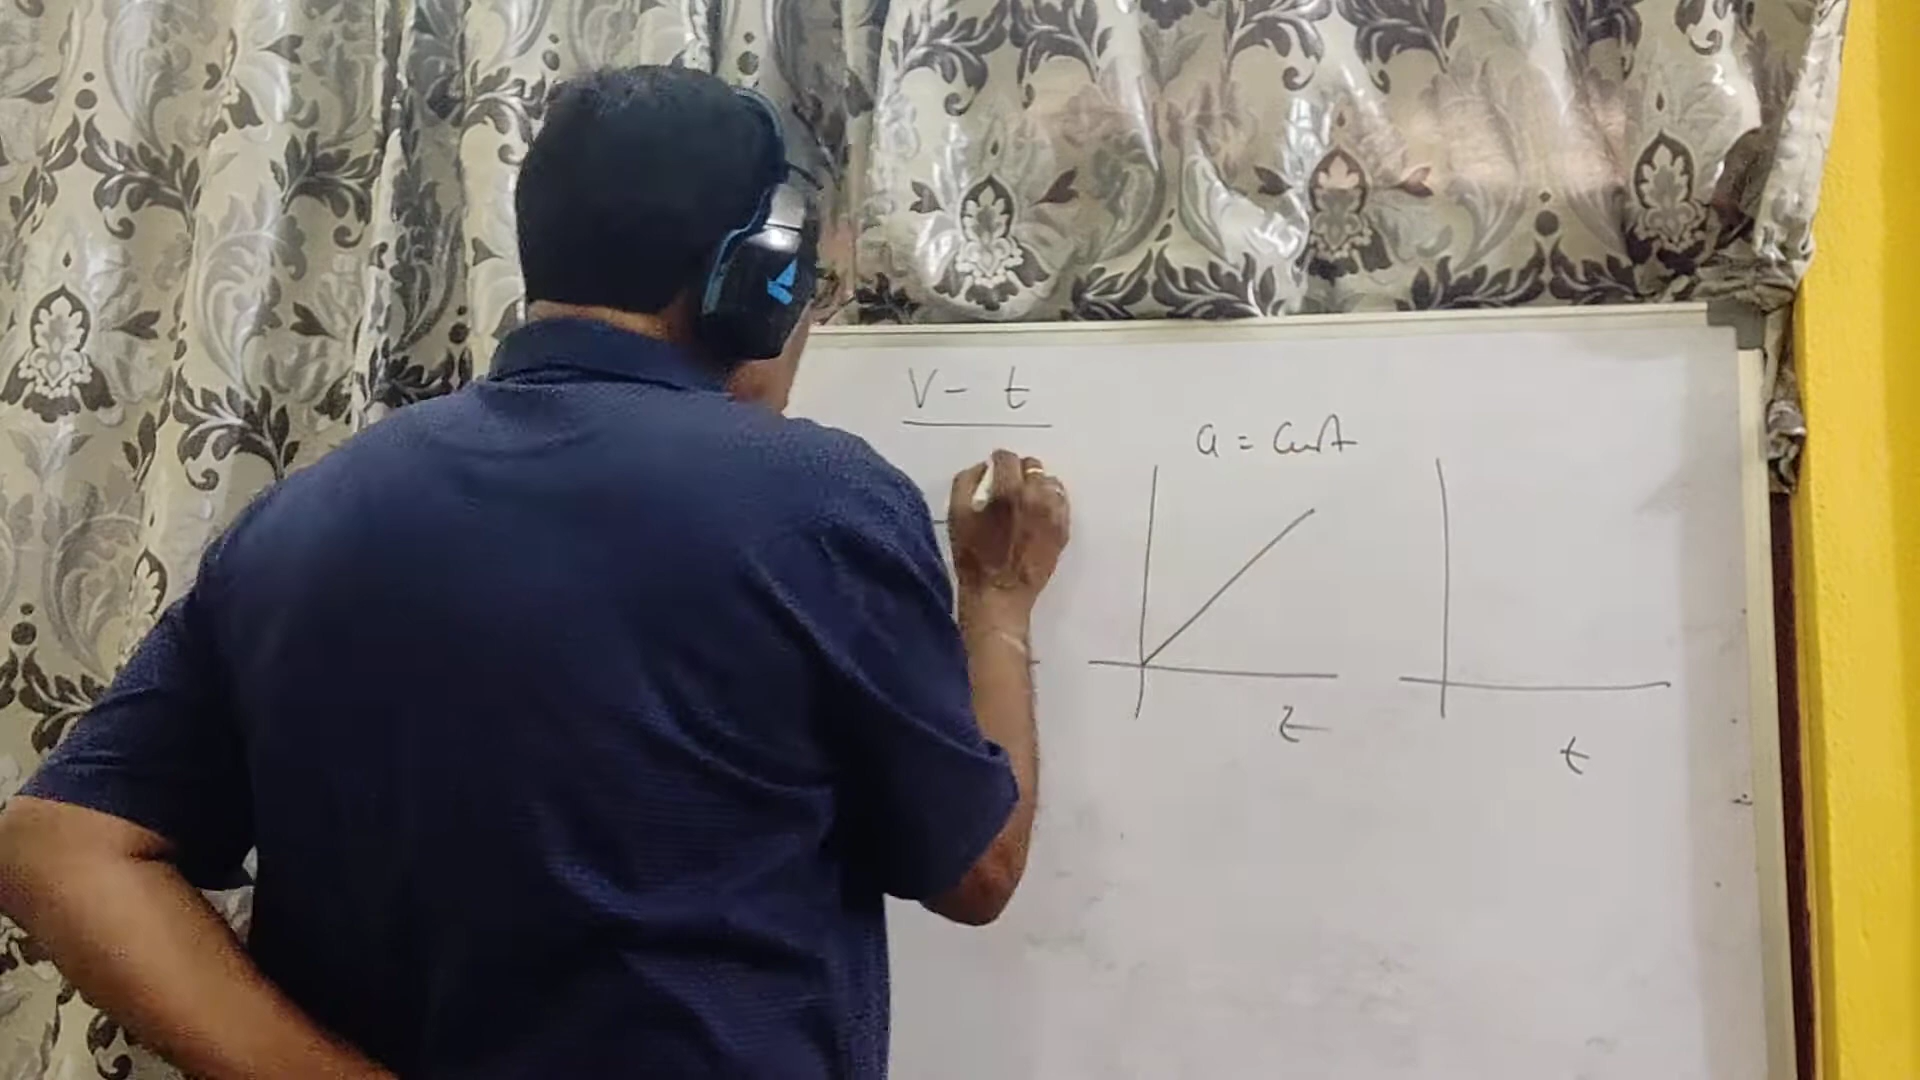 v - t
a = const
t
t